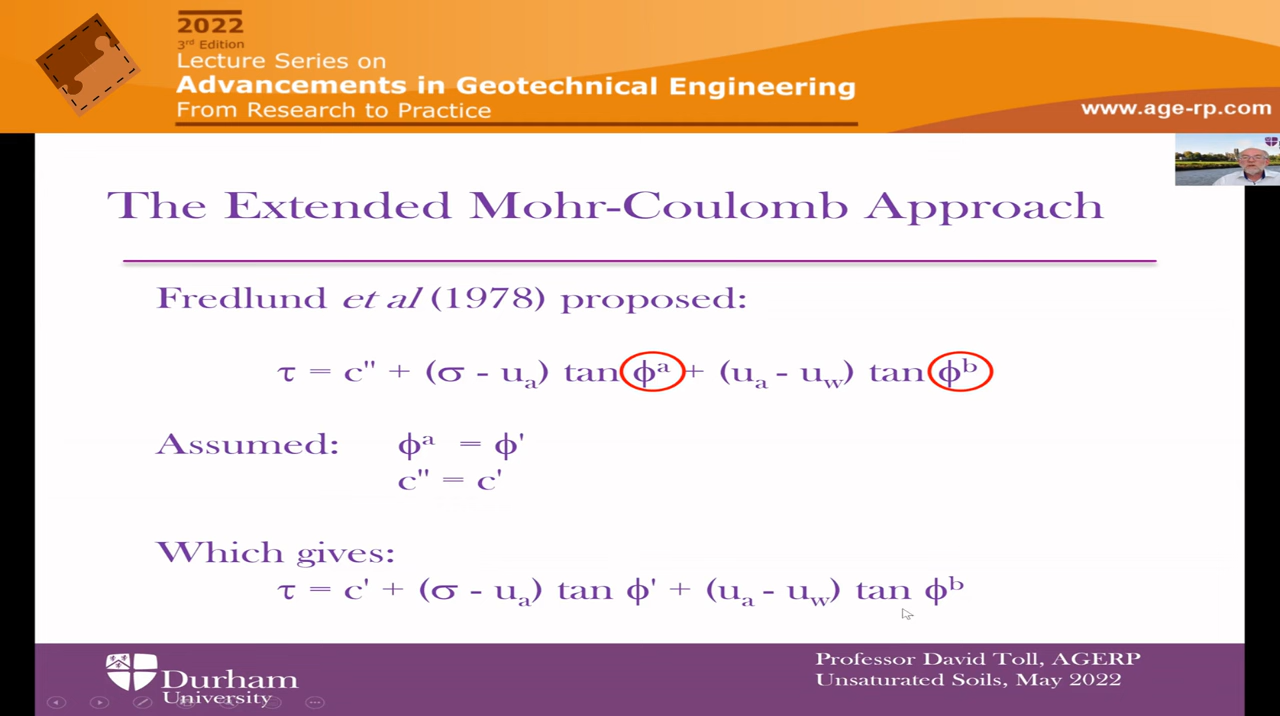 2022
3rd Edition
Lecture Series on
Advancements in Geotechnical Engineering
From Research to Practice
www.age-rp.com
The Extended Mohr-Coulomb Approach
Fredlund et al (1978) proposed:
τ = c'' + (σ - uₐ) tan ϕᵃ + (uₐ - u_w) tan ϕᵇ
Assumed: ϕᵃ = ϕ'
c'' = c'
Which gives:
τ = c' + (σ - uₐ) tan ϕ' + (uₐ - u_w) tan ϕᵇ
Durham
University
Professor David Toll, AGERP
Unsaturated Soils, May 2022